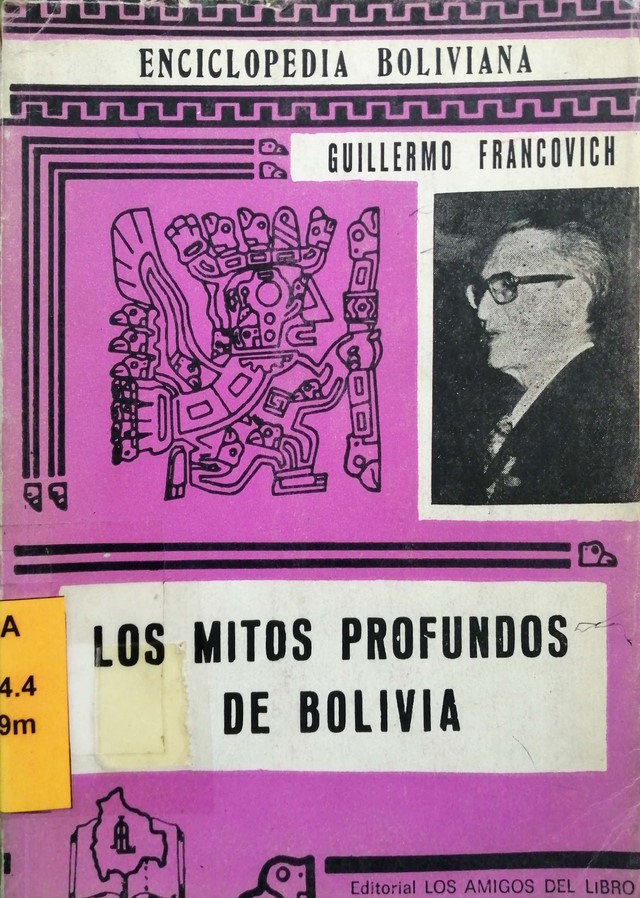 ENCICLOPEDIA BOLIVIANA
GUILLERMO FRANCOVICH
LOS MITOS PROFUNDOS
DE BOLIVIA
A
4.4
9m
Editorial LOS AMIGOS DEL LIBRO